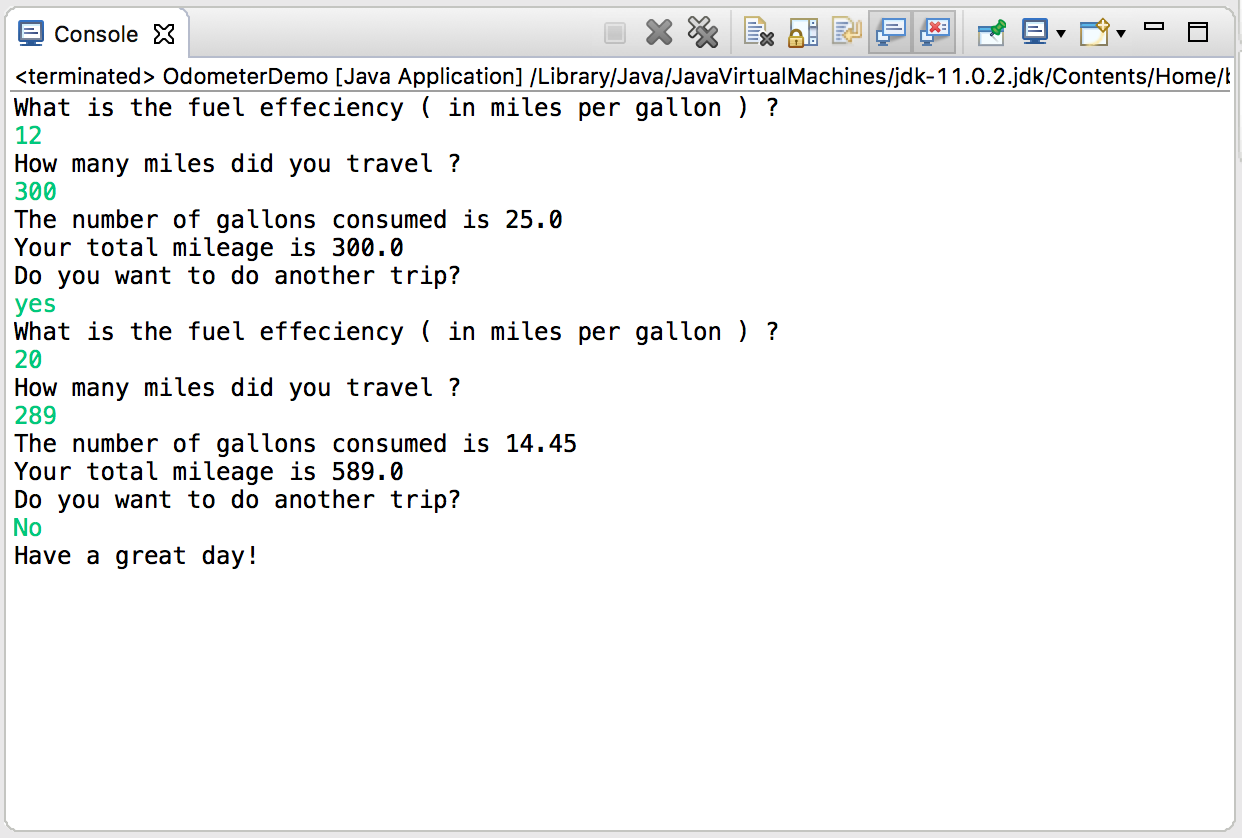 Console
<terminated> OdometerDemo [Java Application] /Library/Java/JavaVirtualMachines/jdk-11.0.2.jdk/Contents/Home/b
What is the fuel effeciency ( in miles per gallon ) ?
12
How many miles did you travel ?
300
The number of gallons consumed is 25.0
Your total mileage is 300.0
Do you want to do another trip?
yes
What is the fuel effeciency ( in miles per gallon ) ?
20
How many miles did you travel ?
289
The number of gallons consumed is 14.45
Your total mileage is 589.0
Do you want to do another trip?
No
Have a great day!